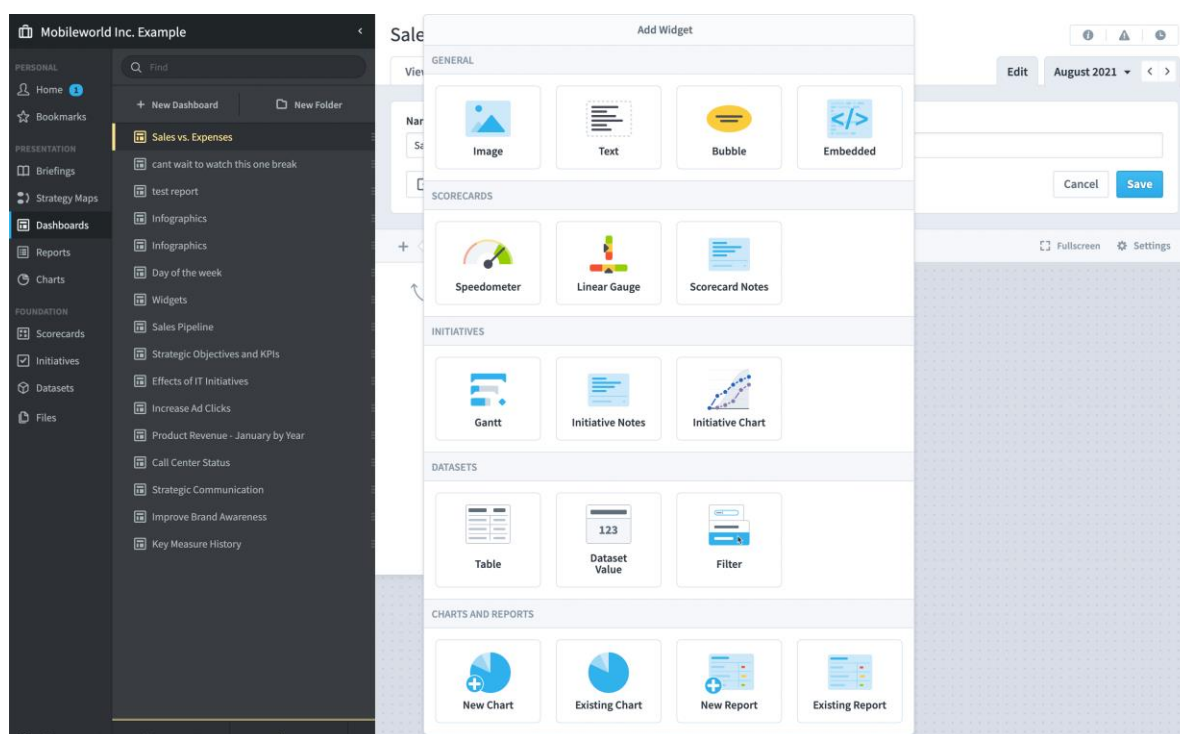 Mobileworld Inc. Example
PERSONAL
Home 1
Bookmarks
PRESENTATION
Briefings
Strategy Maps
Dashboards
Reports
Charts
FOUNDATION
Scorecards
Initiatives
Datasets
Files
Find
+ New Dashboard
New Folder
Sales vs. Expenses
cant wait to watch this one break
test report
Infographics
Infographics
Day of the week
Widgets
Sales Pipeline
Strategic Objectives and KPIs
Effects of IT Initiatives
Increase Ad Clicks
Product Revenue - January by Year
Call Center Status
Strategic Communication
Improve Brand Awareness
Key Measure History
Sale
Edit
August 2021
Cancel
Save
Fullscreen
Settings
Add Widget
GENERAL
Image
Text
Bubble
</>
Embedded
SCORECARDS
Speedometer
Linear Gauge
Scorecard Notes
INITIATIVES
Gantt
Initiative Notes
Initiative Chart
DATASETS
Table
123
Dataset
Value
Filter
CHARTS AND REPORTS
New Chart
Existing Chart
New Report
Existing Report